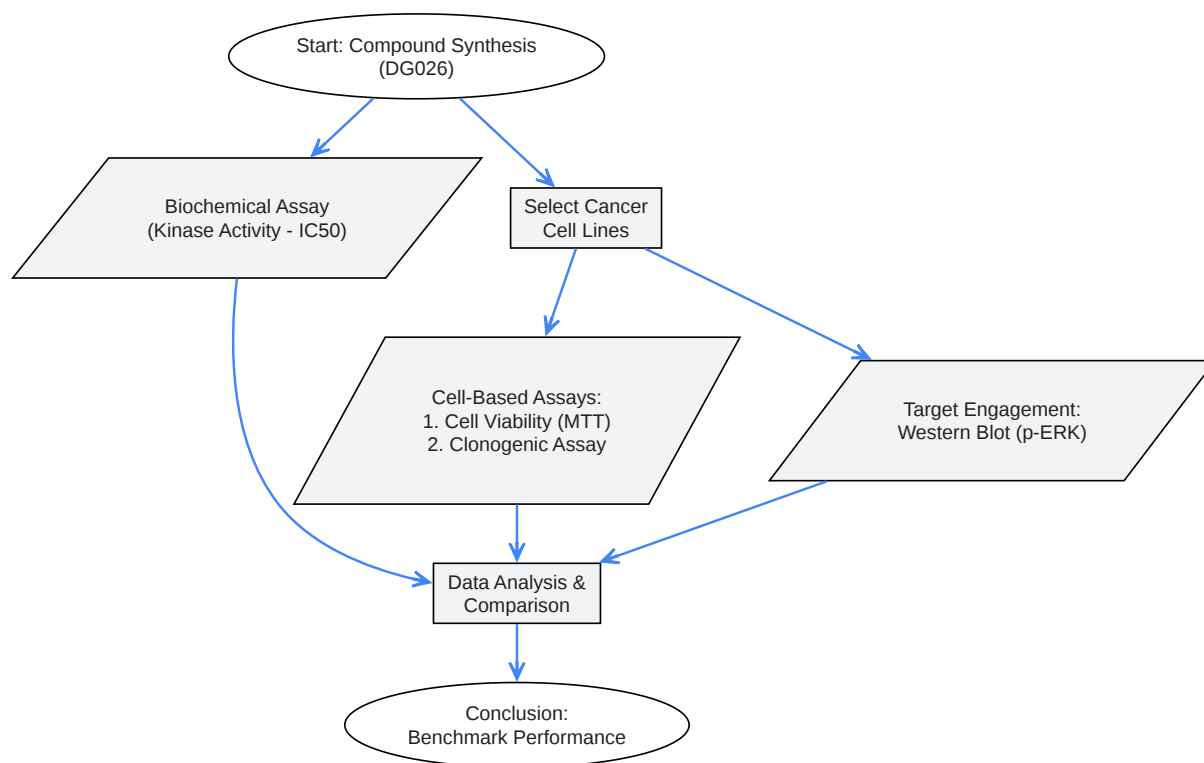 Start: Compound Synthesis
(DG026)
Biochemical Assay
(Kinase Activity - IC50)
Select Cancer
Cell Lines
Cell-Based Assays:
1. Cell Viability (MTT)
2. Clonogenic Assay
Target Engagement:
Western Blot (p-ERK)
Data Analysis &
Comparison
Conclusion:
Benchmark Performance